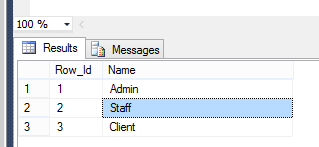 100 %
Results Messages
Row_Id Name
1 1 Admin
2 2 Staff
3 3 Client